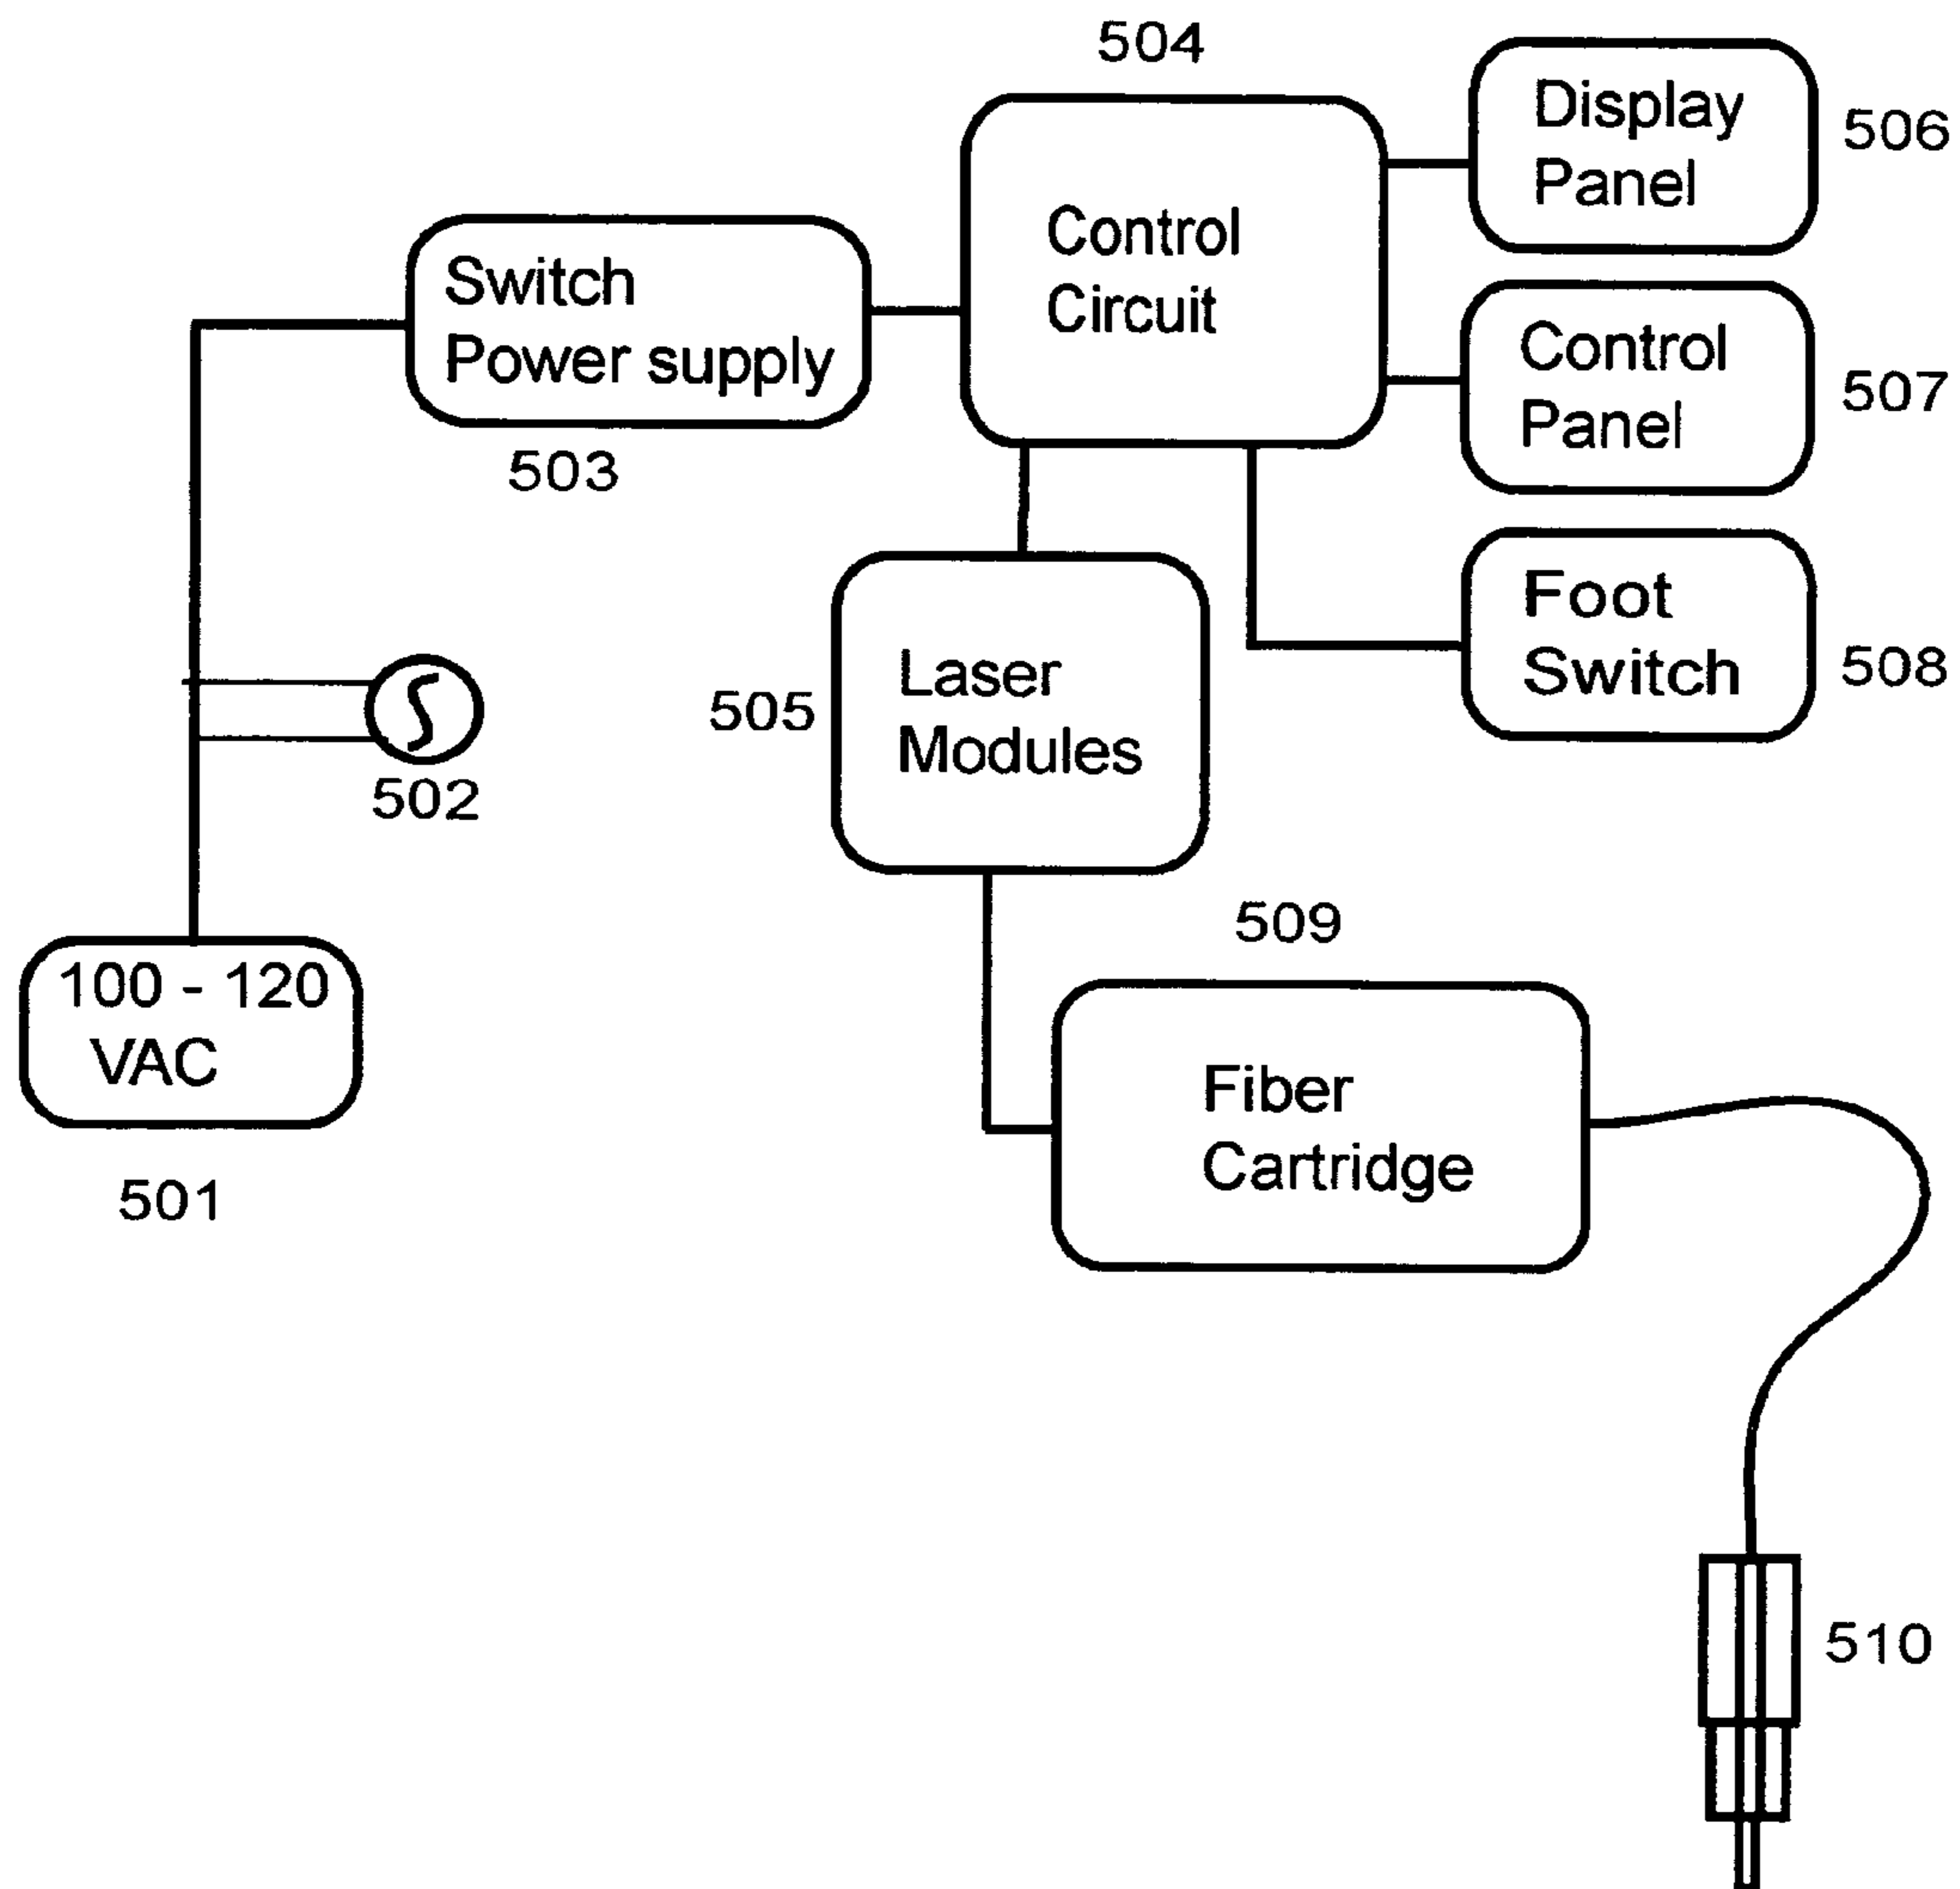 504
Display
Panel
506
Control
Circuit
Switch
Power supply
503
Control
Panel
507
Foot
Switch
508
Laser
Modules
505
502
509
100 - 120
VAC
501
Fiber
Cartridge
510